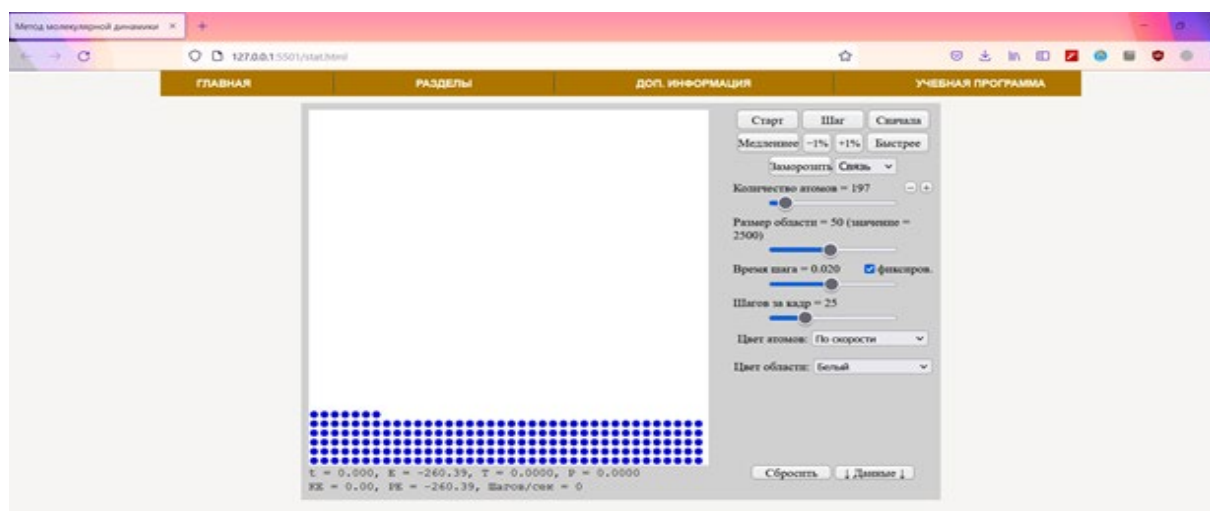 Метод молекулярной динамики × +
127.0.0.1:5501/stat.html
ГЛАВНАЯ РАЗДЕЛЫ ДОП. ИНФОРМАЦИЯ УЧЕБНАЯ ПРОГРАММА
Старт Шаг Сначала
Медленнее −1% +1% Быстрее
Заморозить Связь
Количество атомов = 197 − +
Размер области = 50 (значение =
2500)
Время шага = 0.020 фиксиров.
Шагов за кадр = 25
Цвет атомов: По скорости
Цвет области: Белый
t = 0.000, E = -260.39, T = 0.0000, P = 0.0000
KE = 0.00, PE = -260.39, Шагов/сек = 0
Сбросить ↓ Данные ↓